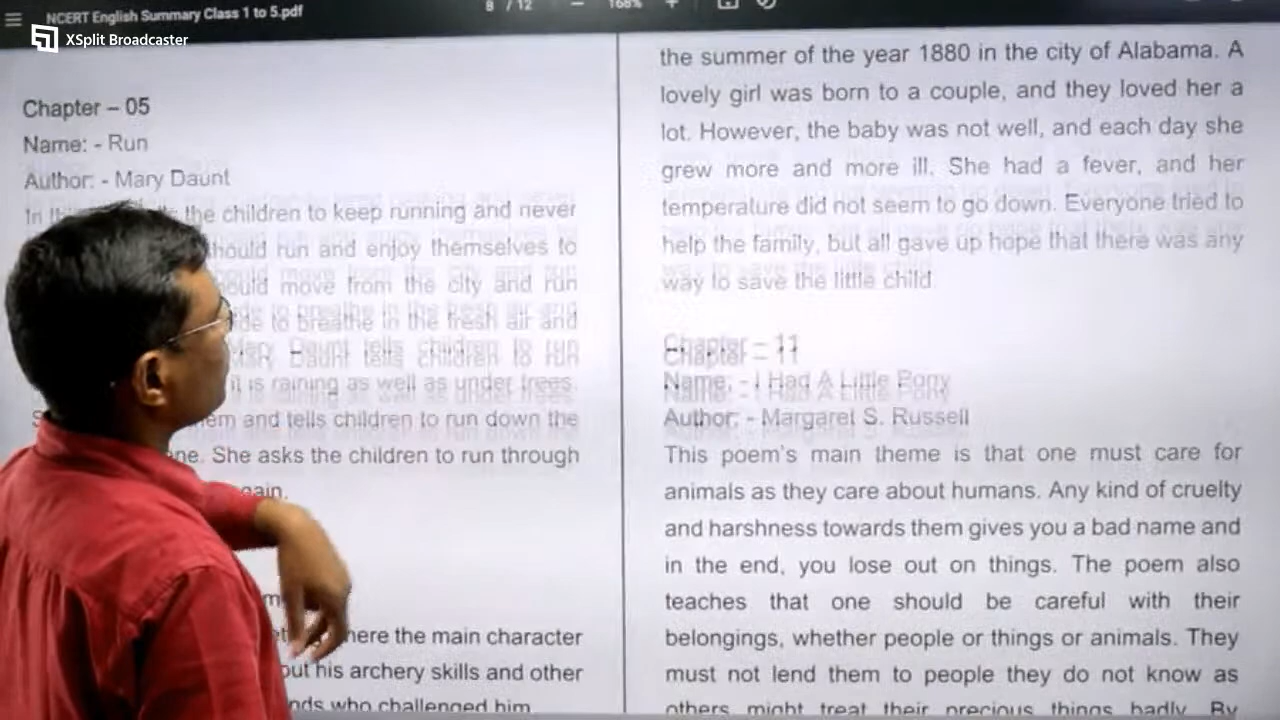 NCERT English Summary Class 1 to 5.pdf
8 / 12
168%
XSplit Broadcaster
Chapter – 05
Name: - Run
Author: - Mary Daunt
the children to keep running and never
should run and enjoy themselves to
would move from the city and run
to breathe in the fresh air and
Mary Daunt tells children to run
it is raining as well as under trees.
and tells children to run down the
She asks the children to run through
here the main character
out his archery skills and other
who challenged him.
the summer of the year 1880 in the city of Alabama. A
lovely girl was born to a couple, and they loved her a
lot. However, the baby was not well, and each day she
grew more and more ill. She had a fever, and her
temperature did not seem to go down. Everyone tried to
help the family, but all gave up hope that there was any
way to save the little child.
Chapter – 11
Name: - I Had A Little Pony
Author: - Margaret S. Russell
This poem's main theme is that one must care for
animals as they care about humans. Any kind of cruelty
and harshness towards them gives you a bad name and
in the end, you lose out on things. The poem also
teaches that one should be careful with their
belongings, whether people or things or animals. They
must not lend them to people they do not know as
others might treat their precious things badly. By